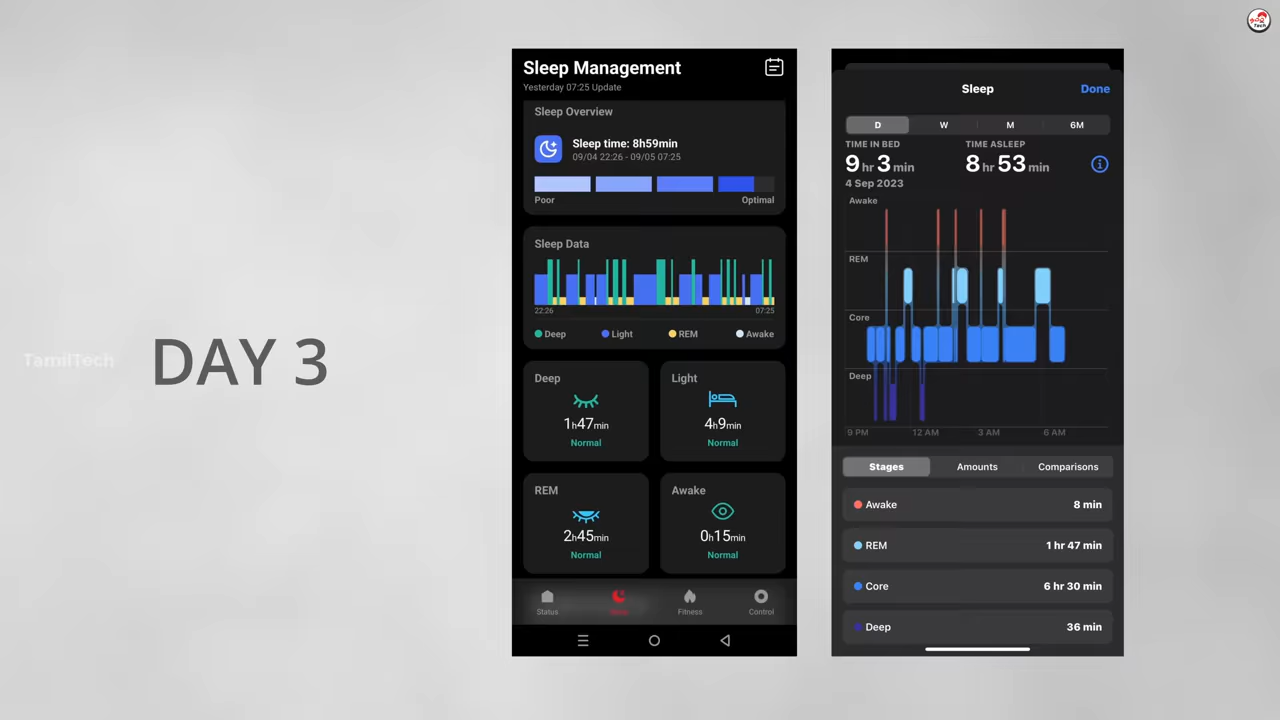 TamilTech
DAY 3
Sleep Management
Yesterday 07:25 Update
Sleep Overview
Sleep time: 8h59min
09/04 22:26 - 09/05 07:25
Poor Optimal
Sleep Data
22:26 07:25
Deep Light REM Awake
Deep
1h47min
Normal
Light
4h9min
Normal
REM
2h45min
Normal
Awake
0h15min
Normal
Status Fitness Control
Sleep Done
D W M 6M
TIME IN BED TIME ASLEEP
9 hr 3 min 8 hr 53 min
4 Sep 2023
Awake
REM
Core
Deep
9 PM 12 AM 3 AM 6 AM
Stages Amounts Comparisons
Awake 8 min
REM 1 hr 47 min
Core 6 hr 30 min
Deep 36 min